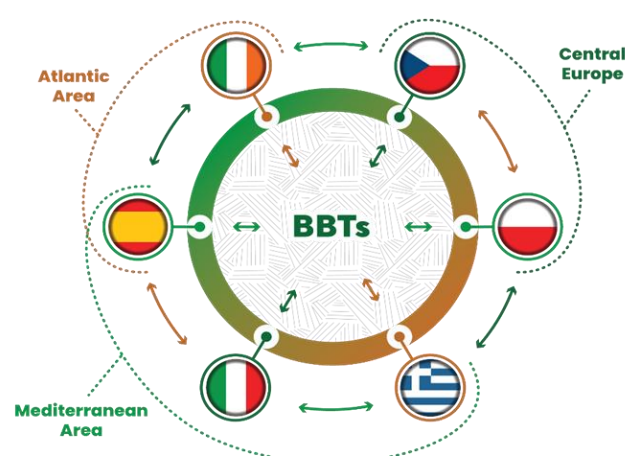 Atlantic
Area
Central
Europe
BBTs
Mediterranean
Area